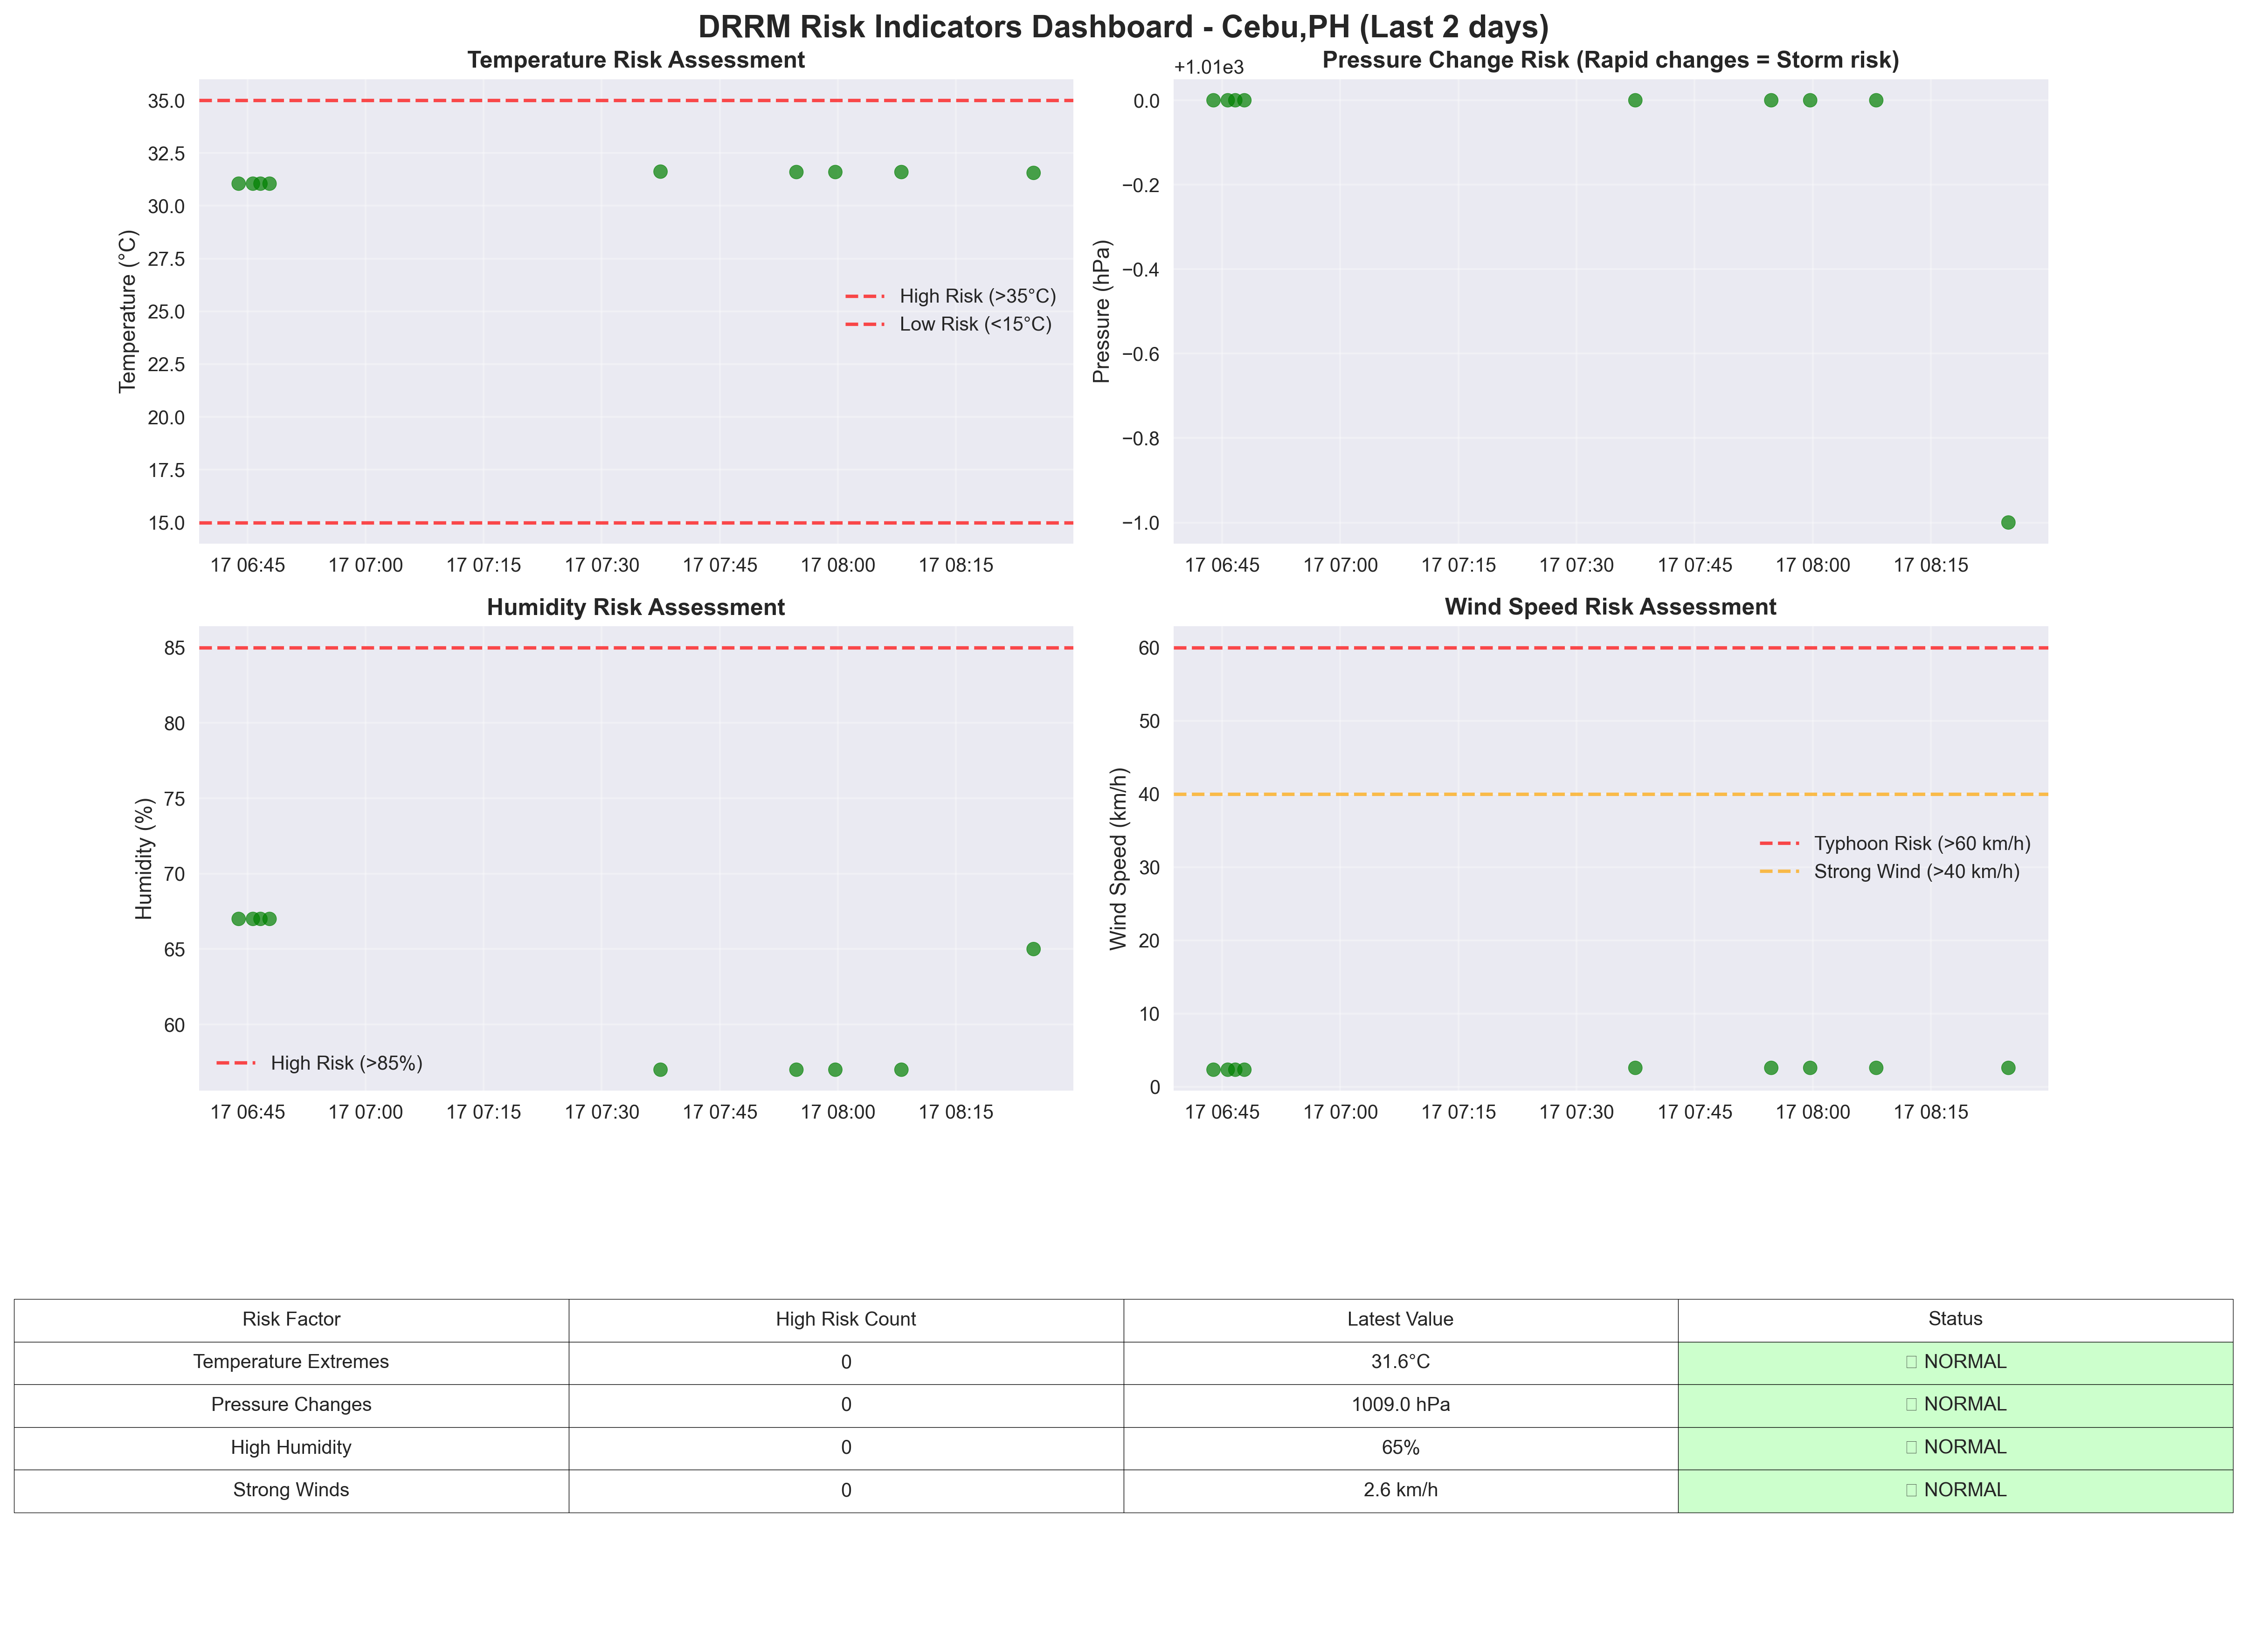 DRRM Risk Indicators Dashboard - Cebu,PH (Last 2 days)
Temperature Risk Assessment
Temperature (°C)
35.0
32.5
30.0
27.5
25.0
22.5
20.0
17.5
15.0
High Risk (>35°C)
Low Risk (<15°C)
17 06:45 17 07:00 17 07:15 17 07:30 17 07:45 17 08:00 17 08:15
Pressure Change Risk (Rapid changes = Storm risk)
+1.01e3
Pressure (hPa)
0.0
−0.2
−0.4
−0.6
−0.8
−1.0
17 06:45 17 07:00 17 07:15 17 07:30 17 07:45 17 08:00 17 08:15
Humidity Risk Assessment
Humidity (%)
85
80
75
70
65
60
High Risk (>85%)
17 06:45 17 07:00 17 07:15 17 07:30 17 07:45 17 08:00 17 08:15
Wind Speed Risk Assessment
Wind Speed (km/h)
60
50
40
30
20
10
0
Typhoon Risk (>60 km/h)
Strong Wind (>40 km/h)
17 06:45 17 07:00 17 07:15 17 07:30 17 07:45 17 08:00 17 08:15
Risk Factor High Risk Count Latest Value Status
Temperature Extremes 0 31.6°C □ NORMAL
Pressure Changes 0 1009.0 hPa □ NORMAL
High Humidity 0 65% □ NORMAL
Strong Winds 0 2.6 km/h □ NORMAL